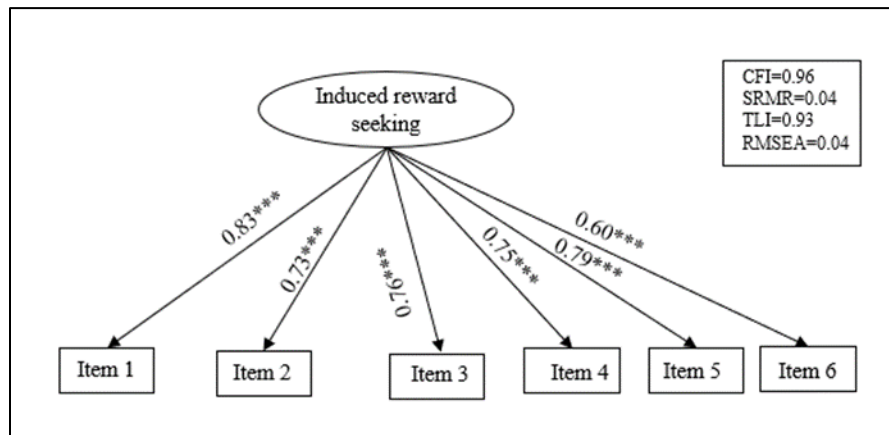 Induced reward
seeking
CFI=0.96
SRMR=0.04
TLI=0.93
RMSEA=0.04
0.83***
0.73***
0.76***
0.75***
0.79***
0.60***
Item 1
Item 2
Item 3
Item 4
Item 5
Item 6